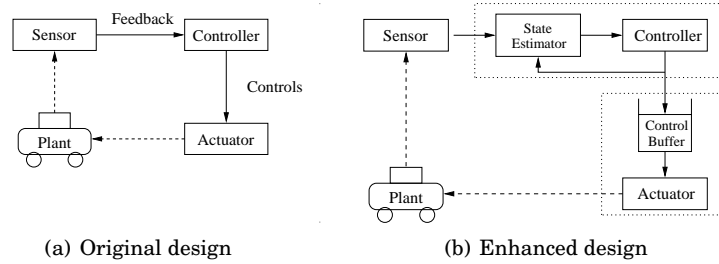 Feedback
Sensor
Controller
Controls
Plant
Actuator
(a) Original design
Sensor
State
Estimator
Controller
Control
Buffer
Plant
Actuator
(b) Enhanced design